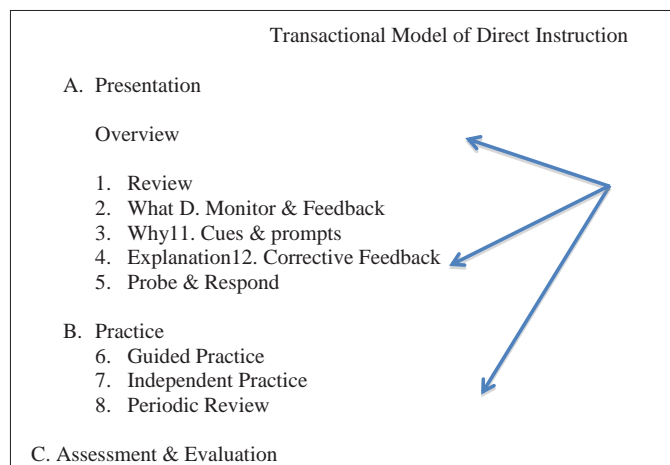 Transactional Model of Direct Instruction
A. Presentation
Overview
1. Review
2. What D. Monitor & Feedback
3. Why11. Cues & prompts
4. Explanation12. Corrective Feedback
5. Probe & Respond
B. Practice
6. Guided Practice
7. Independent Practice
8. Periodic Review
C. Assessment & Evaluation